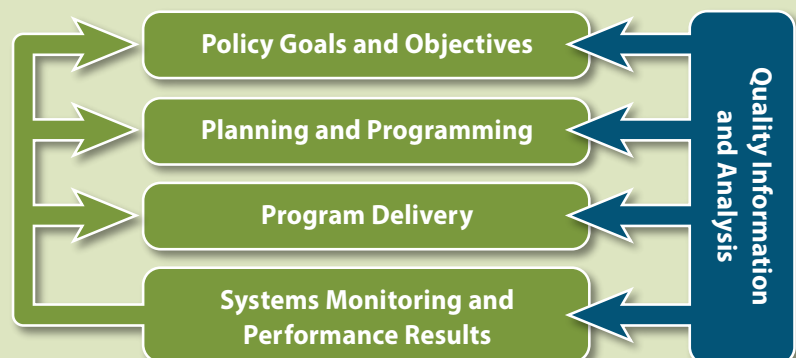 Policy Goals and Objectives
Planning and Programming
Program Delivery
Systems Monitoring and
Performance Results
Quality Information
and Analysis